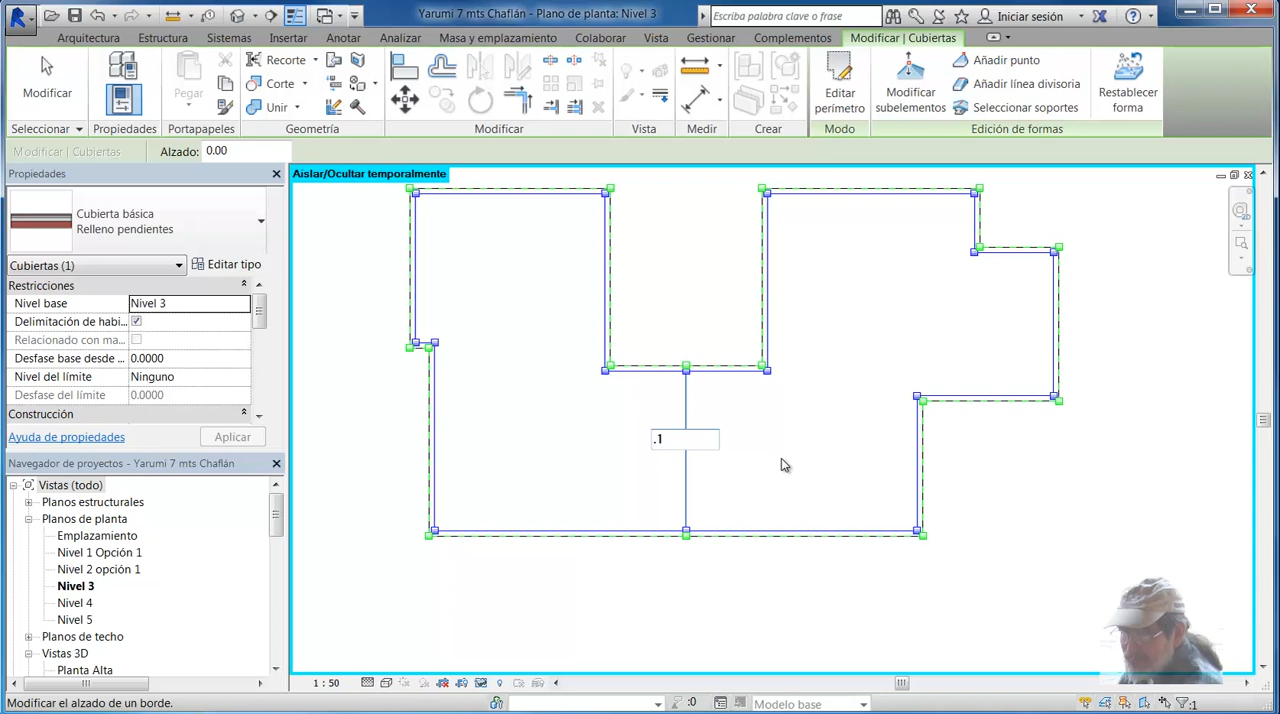 Yarumi 7 mts Chaflán - Plano de planta: Nivel 3
Escriba palabra clave o frase
Iniciar sesión
Arquitectura Estructura Sistemas Insertar Anotar Analizar Masa y emplazamiento Colaborar Vista Gestionar Complementos Modificar | Cubiertas
Modificar
Pegar
Recorte
Corte
Unir
Editar perímetro
Modificar subelementos
Añadir punto
Añadir línea divisoria
Seleccionar soportes
Restablecer forma
Seleccionar Propiedades Portapapeles Geometría Modificar Vista Medir Crear Modo Edición de formas
Modificar | Cubiertas Alzado: 0.00
Propiedades
Cubierta básica
Relleno pendientes
Cubiertas (1) Editar tipo
Restricciones
Nivel base Nivel 3
Delimitación de habi...
Relacionado con ma...
Desfase base desde ... 0.0000
Nivel del límite Ninguno
Desfase del límite 0.0000
Construcción
Ayuda de propiedades Aplicar
Navegador de proyectos - Yarumi 7 mts Chaflán
Vistas (todo)
Planos estructurales
Planos de planta
Emplazamiento
Nivel 1 Opción 1
Nivel 2 opción 1
Nivel 3
Nivel 4
Nivel 5
Planos de techo
Vistas 3D
Planta Alta
Aislar/Ocultar temporalmente
.1
1 : 50
Modificar el alzado de un borde.
:0
Modelo base
:1